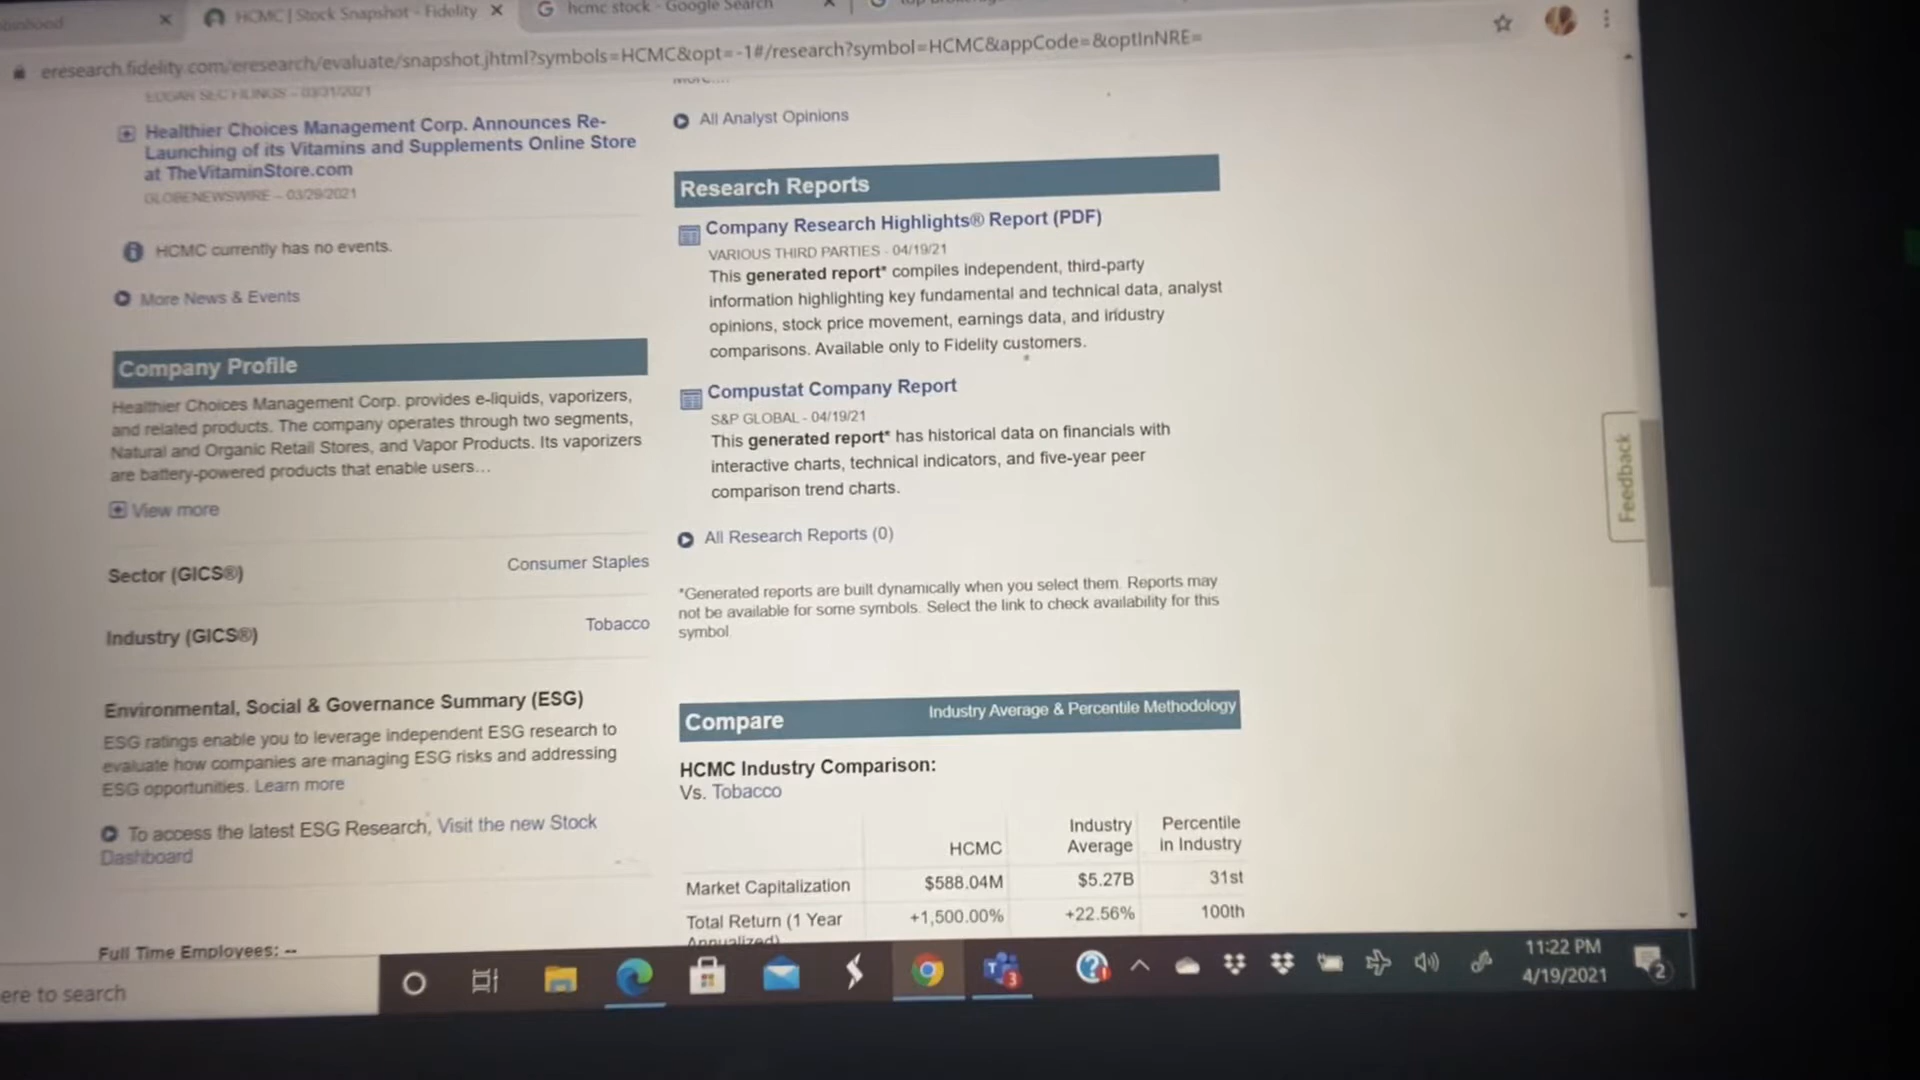 HCMC | Stock Snapshot - Fidelity
hcmc stock - Google Search
eresearch.fidelity.com/eresearch/evaluate/snapshot.jhtml?symbols=HCMC&opt=-1#/research?symbol=HCMC&appCode=&optInNRE=
EDGAR SEC FILINGS - 03/31/2021
Healthier Choices Management Corp. Announces Re-
Launching of its Vitamins and Supplements Online Store
at TheVitaminStore.com
GLOBENEWSWIRE - 03/29/2021
HCMC currently has no events.
More News & Events
Company Profile
Healthier Choices Management Corp. provides e-liquids, vaporizers,
and related products. The company operates through two segments,
Natural and Organic Retail Stores, and Vapor Products. Its vaporizers
are battery-powered products that enable users...
View more
Sector (GICS®) Consumer Staples
Industry (GICS®) Tobacco
Environmental, Social & Governance Summary (ESG)
ESG ratings enable you to leverage independent ESG research to
evaluate how companies are managing ESG risks and addressing
ESG opportunities. Learn more
To access the latest ESG Research, Visit the new Stock
Dashboard
Full Time Employees: --
All Analyst Opinions
Research Reports
Company Research Highlights® Report (PDF)
VARIOUS THIRD PARTIES - 04/19/21
This generated report* compiles independent, third-party
information highlighting key fundamental and technical data, analyst
opinions, stock price movement, earnings data, and industry
comparisons. Available only to Fidelity customers.
Compustat Company Report
S&P GLOBAL - 04/19/21
This generated report* has historical data on financials with
interactive charts, technical indicators, and five-year peer
comparison trend charts.
All Research Reports (0)
*Generated reports are built dynamically when you select them. Reports may
not be available for some symbols. Select the link to check availability for this
symbol.
Compare Industry Average & Percentile Methodology
HCMC Industry Comparison:
Vs. Tobacco
HCMC Industry Average Percentile in Industry
Market Capitalization $588.04M $5.27B 31st
Total Return (1 Year +1,500.00% +22.56% 100th
Annualized)
Feedback
ere to search
3
11:22 PM
4/19/2021
2